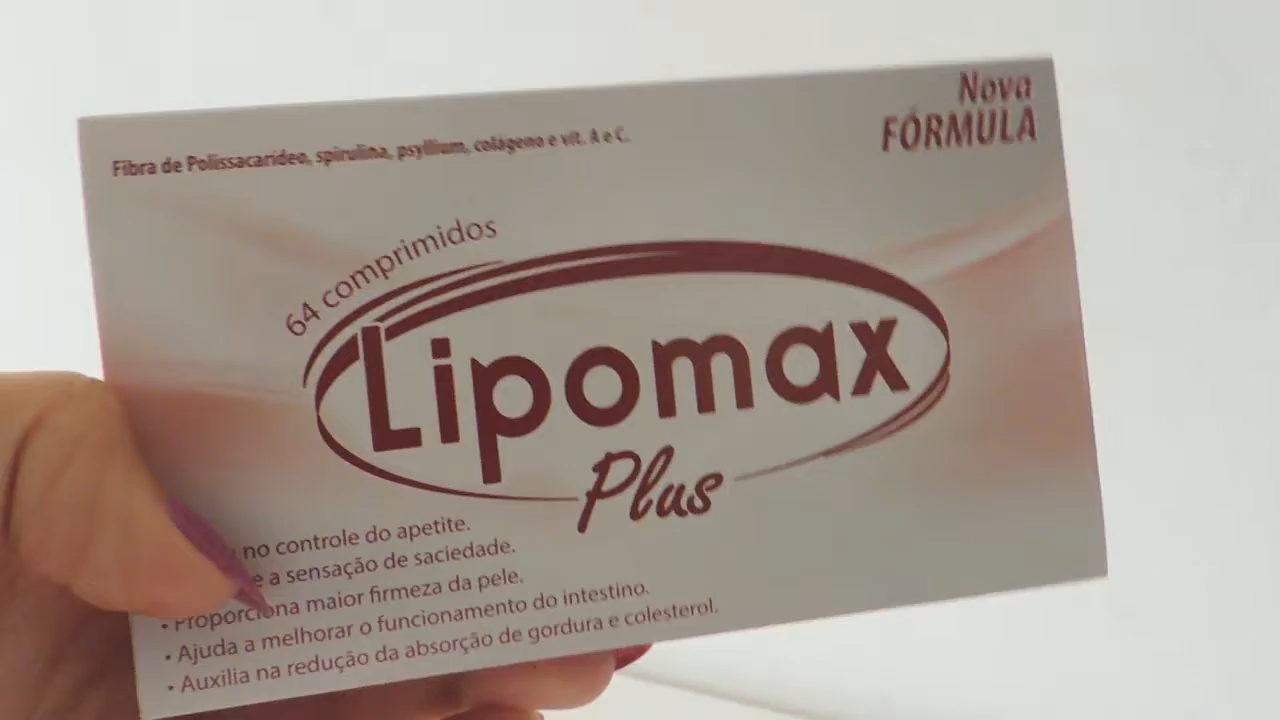 Nova
FÓRMULA
Fibra de Polissacarídeo, spirulina, psyllium, colágeno e vit. A e C.
64 comprimidos
Lipomax
Plus
no controle do apetite.
e a sensação de saciedade.
• Proporciona maior firmeza da pele.
• Ajuda a melhorar o funcionamento do intestino.
• Auxilia na redução da absorção de gordura e colesterol.